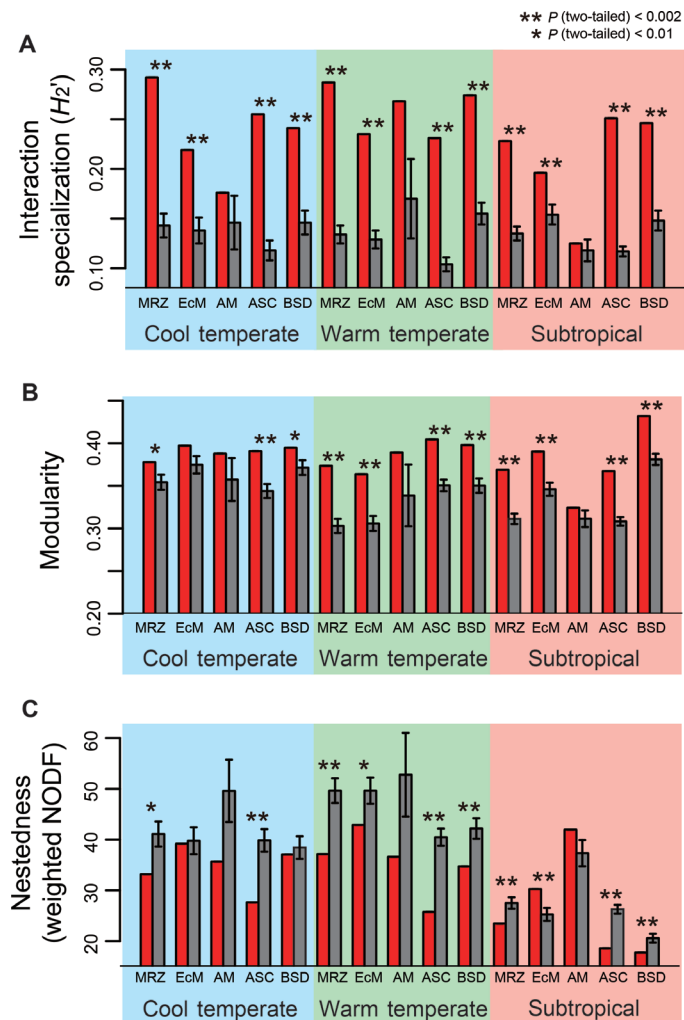 ** P (two-tailed) < 0.002
* P (two-tailed) < 0.01
A
Interaction
specialization (H2')
0.30
0.20
0.10
** ** ** ** ** ** ** ** ** ** ** **
MRZ EcM AM ASC BSD MRZ EcM AM ASC BSD MRZ EcM AM ASC BSD
Cool temperate Warm temperate Subtropical
B
Modularity
0.40
0.30
0.20
* ** * ** ** ** ** ** ** ** **
MRZ EcM AM ASC BSD MRZ EcM AM ASC BSD MRZ EcM AM ASC BSD
Cool temperate Warm temperate Subtropical
C
Nestedness
(weighted NODF)
60
50
40
30
20
* ** ** * ** ** ** ** ** **
MRZ EcM AM ASC BSD MRZ EcM AM ASC BSD MRZ EcM AM ASC BSD
Cool temperate Warm temperate Subtropical